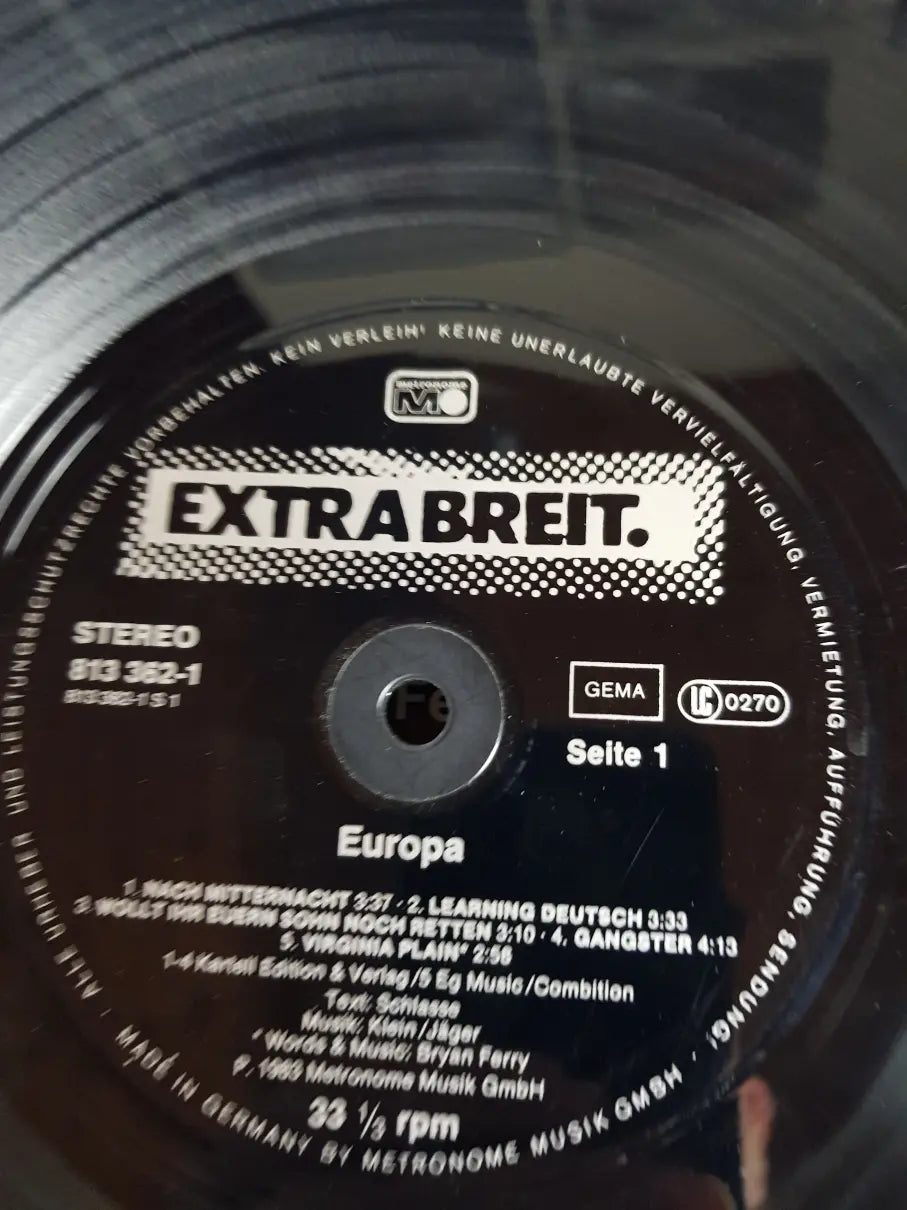 ALLE URHEBER UND LEISTUNGSSCHUTZRECHTE VORBEHALTEN. KEIN VERLEIH! KEINE UNERLAUBTE VERVIELFÄLTIGUNG, VERMIETUNG, AUFFÜHRUNG, SENDUNG!
metronome
EXTRABREIT.
STEREO
813 362-1
813 362-1 S 1
GEMA
LC 0270
Seite 1
Europa
1. NACH MITTERNACHT 3:37 · 2. LEARNING DEUTSCH 3:33
3. WOLLT IHR EUERN SOHN NOCH RETTEN 3:10 · 4. GANGSTER 4:13
5. VIRGINIA PLAIN* 2:56
1-4 Kartell Edition & Verlag/5 Eg Music/Combition
Text: Schlasse
Musik: Klein/Jäger
* Words & Music: Bryan Ferry
P. 1983 Metronome Musik GmbH
33 1/3 rpm
· MADE IN GERMANY BY METRONOME MUSIK GMBH ·